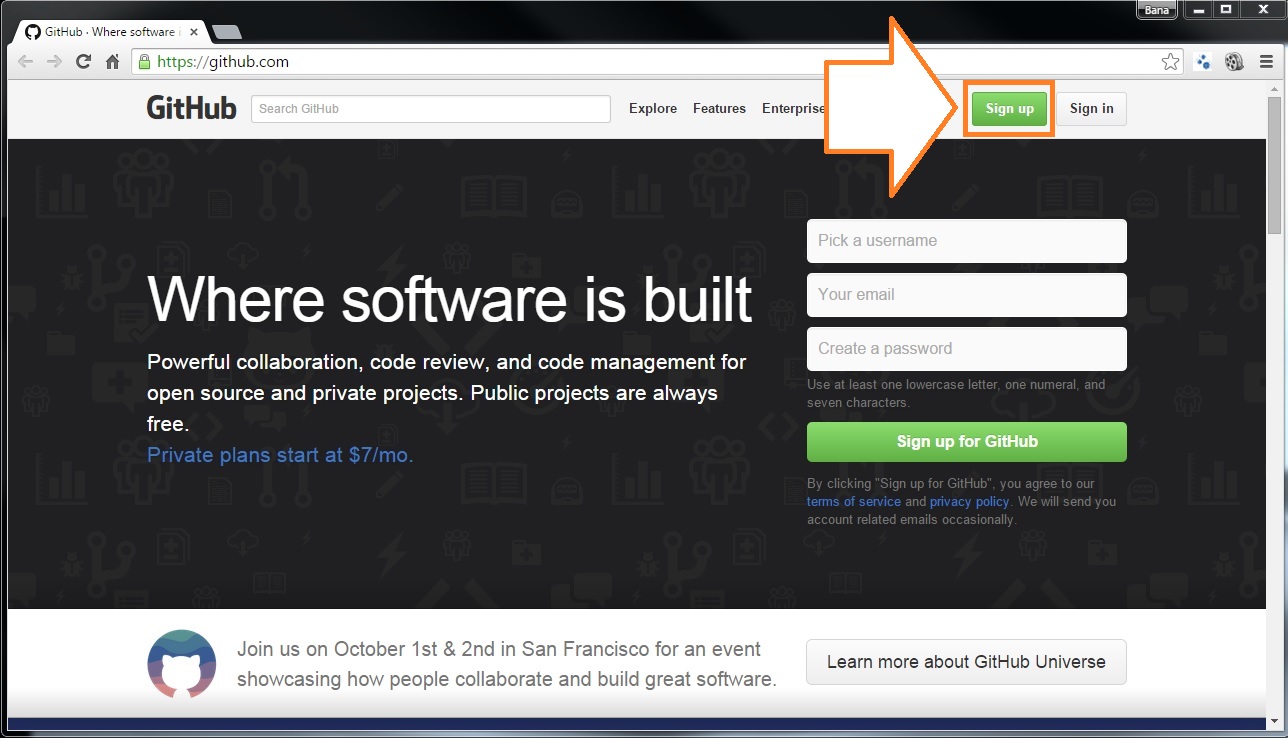 Bana
GitHub · Where software
https://github.com
GitHub
Search GitHub
Explore
Features
Enterprise
Sign up
Sign in
Where software is built
Powerful collaboration, code review, and code management for
open source and private projects. Public projects are always
free.
Private plans start at $7/mo.
Pick a username
Your email
Create a password
Use at least one lowercase letter, one numeral, and
seven characters.
Sign up for GitHub
By clicking "Sign up for GitHub", you agree to our
terms of service and privacy policy. We will send you
account related emails occasionally.
Join us on October 1st & 2nd in San Francisco for an event
showcasing how people collaborate and build great software.
Learn more about GitHub Universe